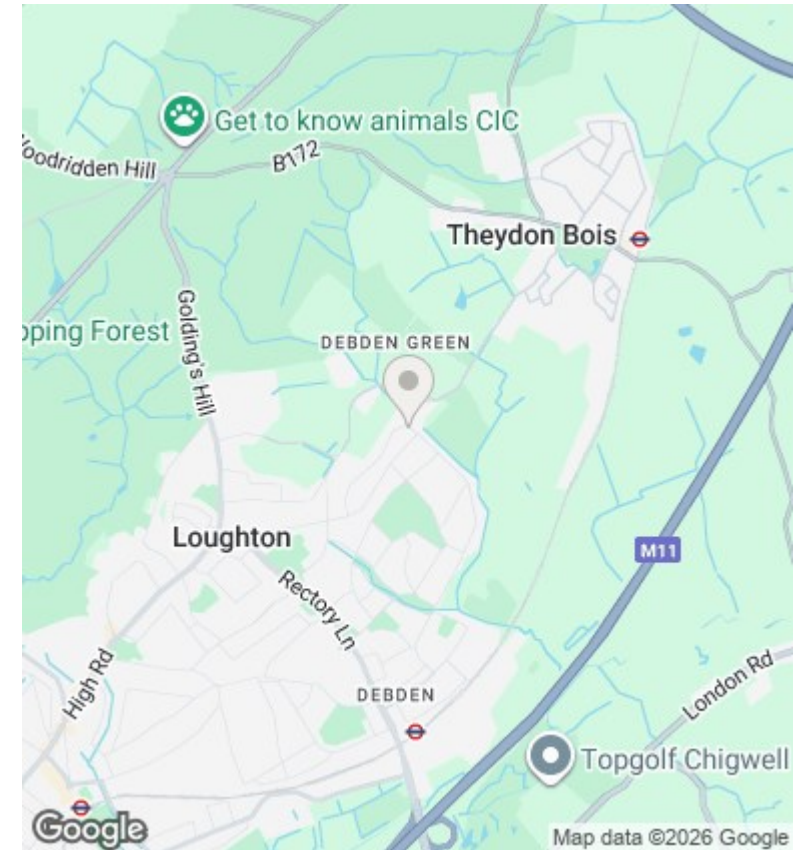 Get to know animals CIC
oodridden Hill
B172
Theydon Bois
Golding's Hill
pping Forest
DEBDEN GREEN
Loughton
M11
Rectory Ln
High Rd
London Rd
DEBDEN
Topgolf Chigwell
Google
Map data ©2026 Google